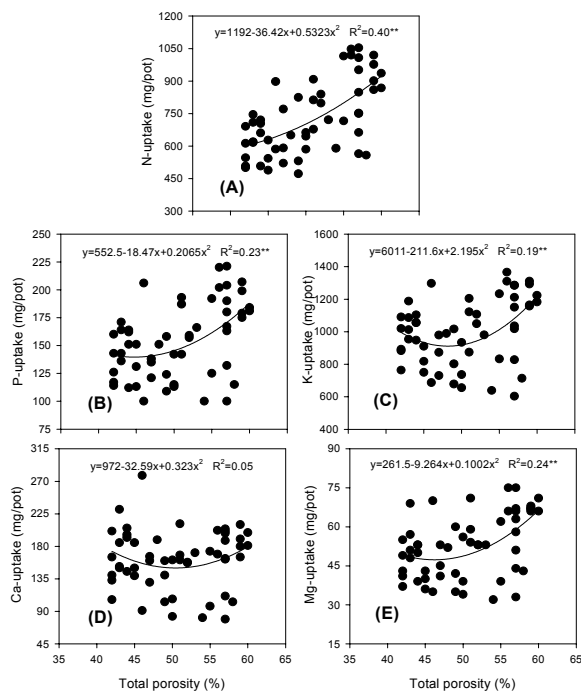 y=1192-36.42x+0.5323x² R²=0.40**
1350
1050
900
750
600
450
300
N-uptake (mg/pot)
(A)
y=552.5-18.47x+0.2065x² R²=0.23**
250
225
200
175
150
125
100
75
P-uptake (mg/pot)
(B)
y=6011-211.6x+2.195x² R²=0.19**
1600
1400
1200
1000
800
600
400
K-uptake (mg/pot)
(C)
y=972-32.59x+0.323x² R²=0.05
315
270
225
180
135
90
45
Ca-uptake (mg/pot)
(D)
35 40 45 50 55 60 65
Total porosity (%)
y=261.5-9.264x+0.1002x² R²=0.24**
90
75
60
45
30
15
Mg-uptake (mg/pot)
(E)
35 40 45 50 55 60 65
Total porosity (%)